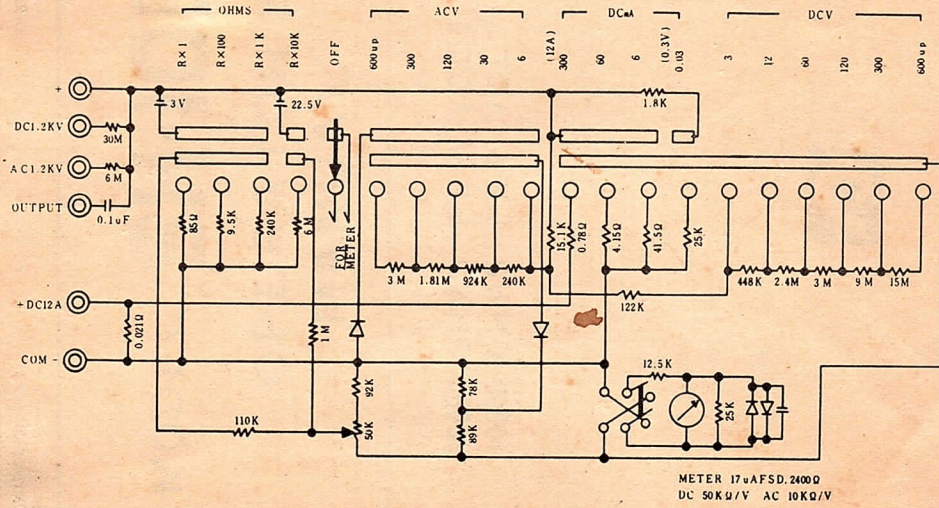 OHMS ACV DCmA DCV
R×1 R×100 R×1K R×10K OFF 600up 300 120 30 6 (12A) 300 60 6 (0.3V) 0.03 3 12 60 120 300 600up
+
3V 22.5V 1.8K
DC1.2KV
30M
AC1.2KV
6M
OUTPUT
0.1uF
85Ω 9.5K 240K 6M FOR METER 15.1K 0.78Ω 4.15Ω 41.5Ω 25K
3M 1.81M 924K 240K 448K 2.4M 3M 9M 15M
+DC12A
122K
0.021Ω 1M
COM -
92K 78K 12.5K
110K 50K 89K 25K
METER 17uAFSD.2400Ω
DC 50KΩ/V AC 10KΩ/V